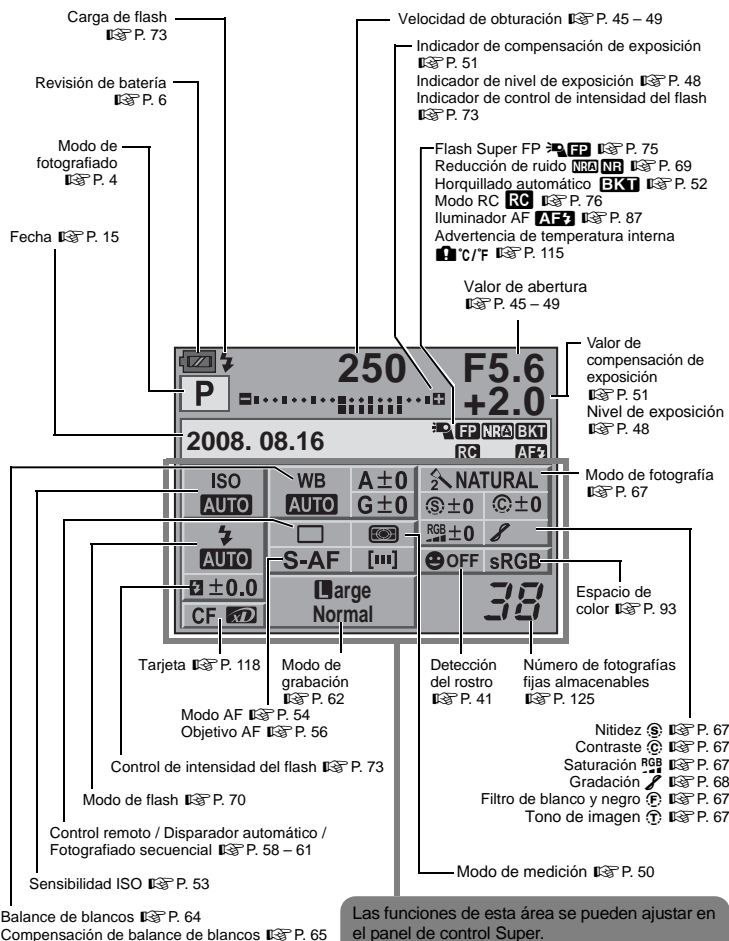 Carga de flash
☞ P. 73
Velocidad de obturación ☞ P. 45 – 49
Indicador de compensación de exposición
☞ P. 51
Indicador de nivel de exposición ☞ P. 48
Indicador de control de intensidad del flash
☞ P. 73
Revisión de batería
☞ P. 6
Modo de
fotografiado
☞ P. 4
Flash Super FP FP ☞ P. 75
Reducción de ruido NRA NR ☞ P. 69
Horquillado automático BKT ☞ P. 52
Modo RC RC ☞ P. 76
Iluminador AF AF ☞ P. 87
Advertencia de temperatura interna
°C/°F ☞ P. 115
Fecha ☞ P. 15
Valor de abertura
☞ P. 45 – 49
Valor de
compensación de
exposición
☞ P. 51
Nivel de exposición
☞ P. 48
250 F5.6
P +2.0
2008. 08.16 FP NRA BKT
RC AF
ISO WB A±0 NATURAL
AUTO AUTO G±0 S±0 C±0
RGB±0
AUTO S-AF OFF sRGB
±0.0 Large
CF xD Normal 38
Modo de fotografía
☞ P. 67
Espacio de
color ☞ P. 93
Tarjeta ☞ P. 118
Modo de
grabación
☞ P. 62
Detección
del rostro
☞ P. 41
Número de fotografías
fijas almacenables
☞ P. 125
Modo AF ☞ P. 54
Objetivo AF ☞ P. 56
Nitidez S ☞ P. 67
Contraste C ☞ P. 67
Saturación RGB ☞ P. 67
Gradación ☞ P. 68
Filtro de blanco y negro F ☞ P. 67
Tono de imagen T ☞ P. 67
Control de intensidad del flash ☞ P. 73
Modo de flash ☞ P. 70
Control remoto / Disparador automático /
Fotografiado secuencial ☞ P. 58 – 61
Modo de medición ☞ P. 50
Sensibilidad ISO ☞ P. 53
Balance de blancos ☞ P. 64
Compensación de balance de blancos ☞ P. 65
Las funciones de esta área se pueden ajustar en
el panel de control Super.